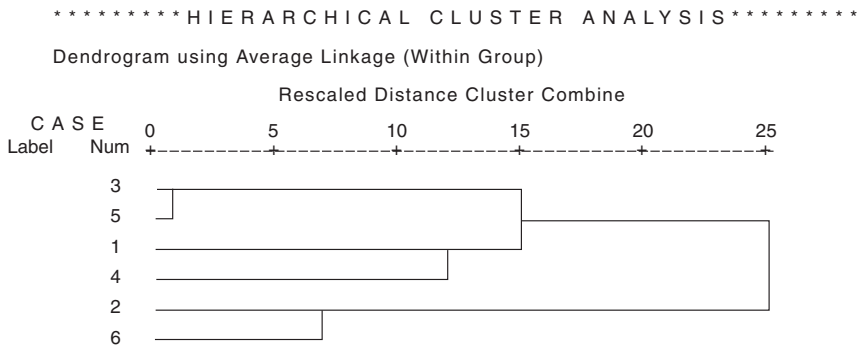 * * * * * * * * * H I E R A R C H I C A L C L U S T E R A N A L Y S I S * * * * * * * * *
Dendrogram using Average Linkage (Within Group)
Rescaled Distance Cluster Combine
C A S E 0 5 10 15 20 25
Label Num +---------+---------+---------+---------+---------+
3
5
1
4
2
6